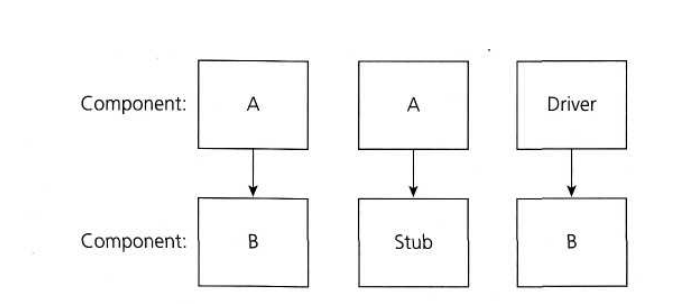 Component: A A Driver
Component: B Stub B